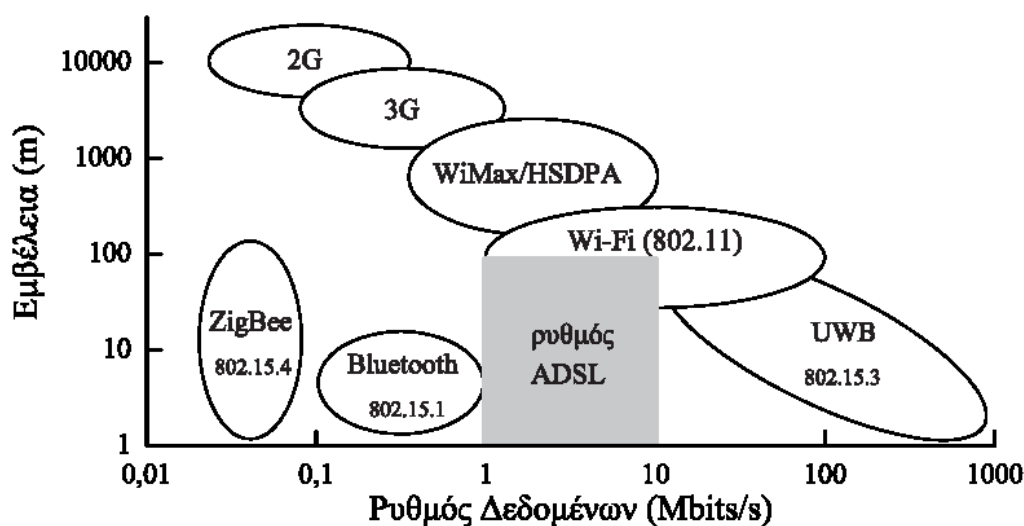 Εμβέλεια (m)
10000
1000
100
10
1
2G
3G
WiMax/HSDPA
Wi-Fi (802.11)
ZigBee
802.15.4
Bluetooth
802.15.1
ρυθμός
ADSL
UWB
802.15.3
0,01
0,1
1
10
100
1000
Ρυθμός Δεδομένων (Mbits/s)